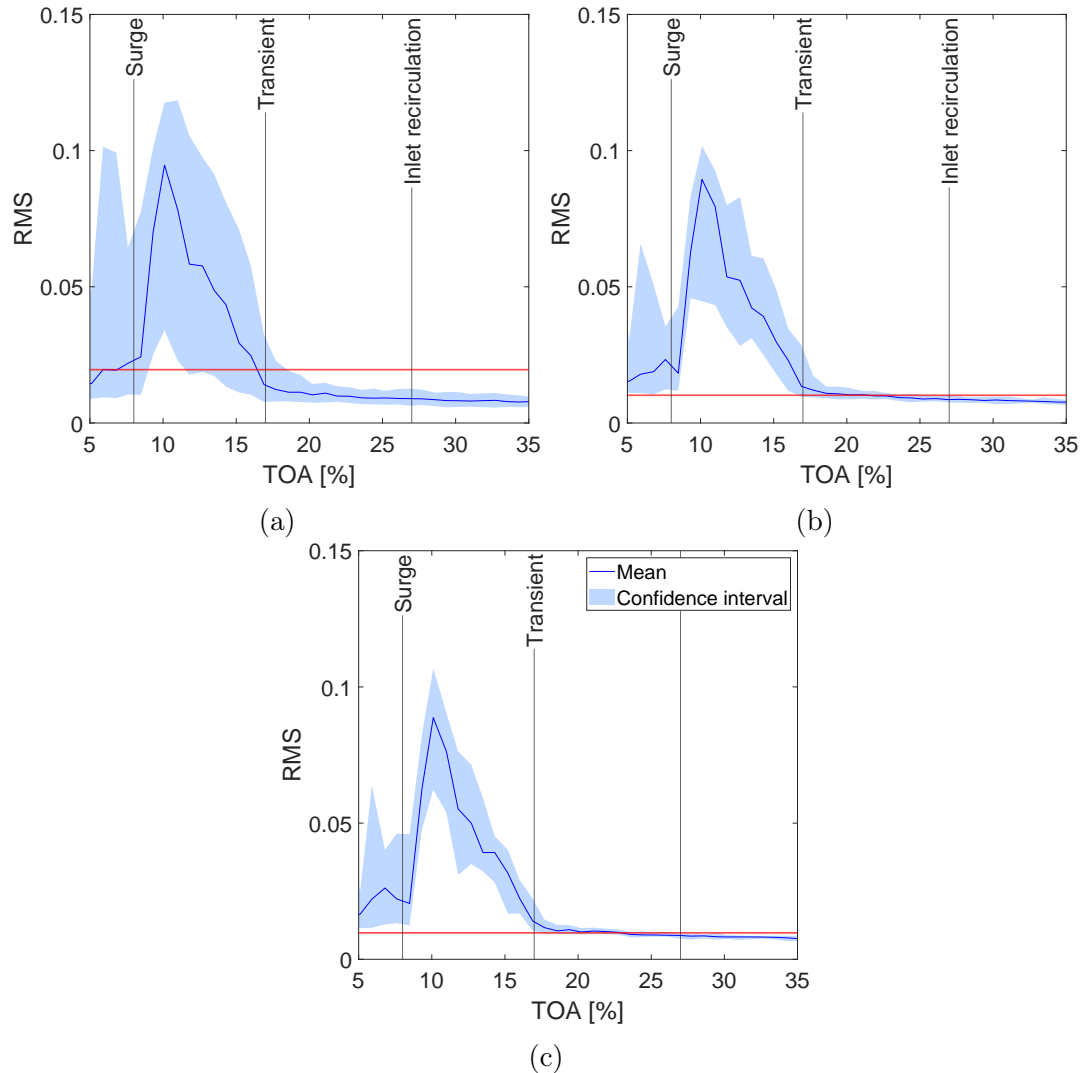 0.15
0.1
0.05
0
RMS
Surge
Transient
Inlet recirculation
5 10 15 20 25 30 35
TOA [%]
(a)
0.15
0.1
0.05
0
RMS
Surge
Transient
Inlet recirculation
5 10 15 20 25 30 35
TOA [%]
(b)
0.15
0.1
0.05
0
RMS
Surge
Transient
Mean
Confidence interval
5 10 15 20 25 30 35
TOA [%]
(c)